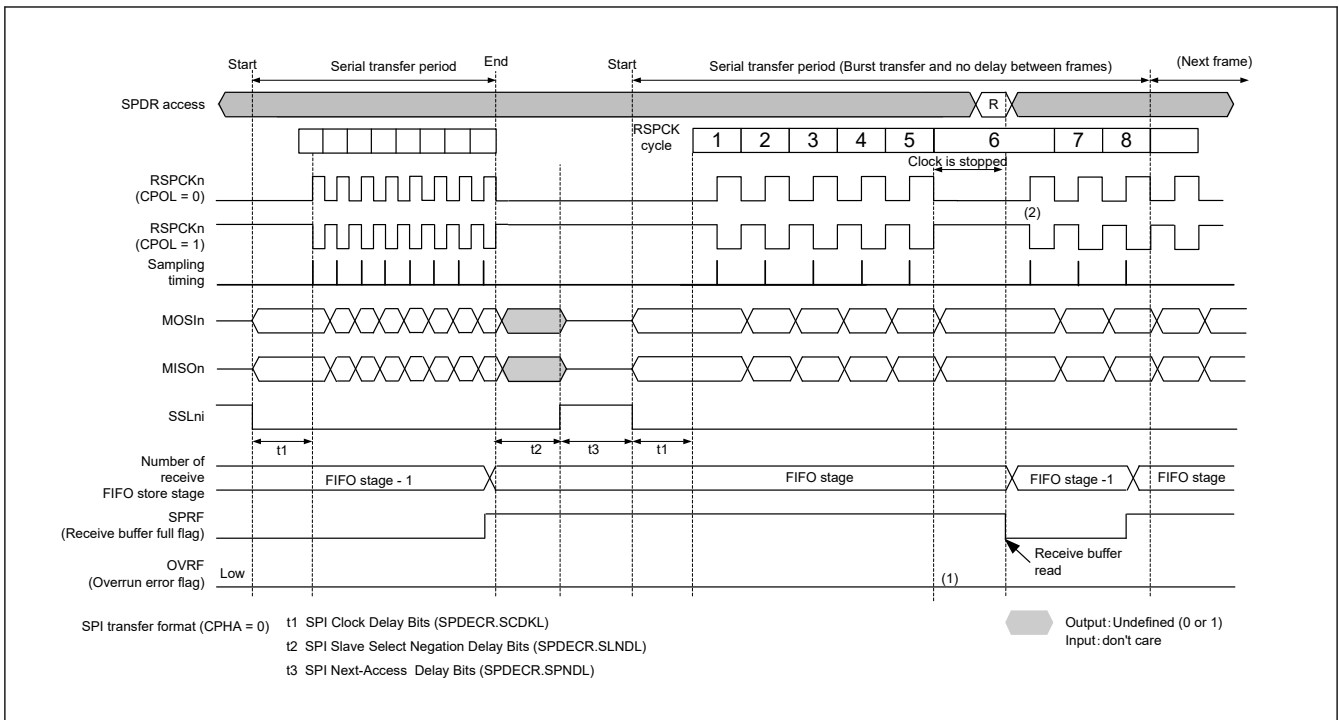 Start
Serial transfer period
End
Start
Serial transfer period (Burst transfer and no delay between frames)
(Next frame)
SPDR access
R
RSPCK
cycle
1 2 3 4 5 6 7 8
Clock is stopped
RSPCKn
(CPOL = 0)
(2)
RSPCKn
(CPOL = 1)
Sampling
timing
MOSIn
MISOn
SSLni
t1
t2
t3
t1
Number of
receive
FIFO store stage
FIFO stage - 1
FIFO stage
FIFO stage -1
FIFO stage
SPRF
(Receive buffer full flag)
Receive buffer
read
OVRF
(Overrun error flag)
Low
(1)
SPI transfer format (CPHA = 0)
t1 SPI Clock Delay Bits (SPDECR.SCDKL)
t2 SPI Slave Select Negation Delay Bits (SPDECR.SLNDL)
t3 SPI Next-Access Delay Bits (SPDECR.SPNDL)
Output: Undefined (0 or 1)
Input: don't care